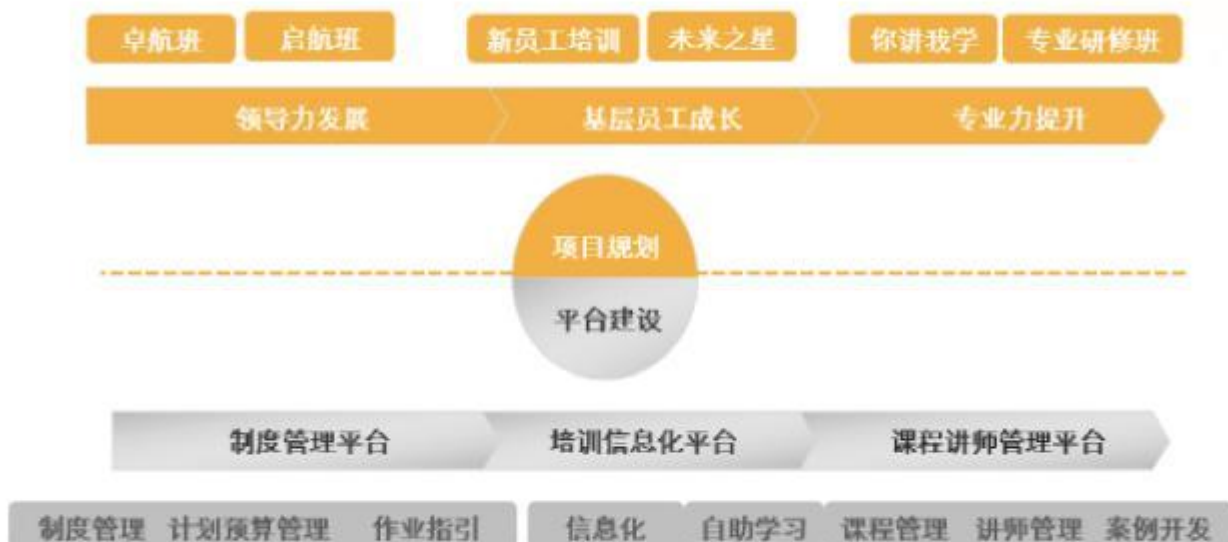 卓航班 启航班 新员工培训 未来之星 你讲我学 专业研修班
领导力发展 基层员工成长 专业力提升
项目规划
平台建设
制度管理平台 培训信息化平台 课程讲师管理平台
制度管理 计划预算管理 作业指引 信息化 自助学习 课程管理 讲师管理 案例开发